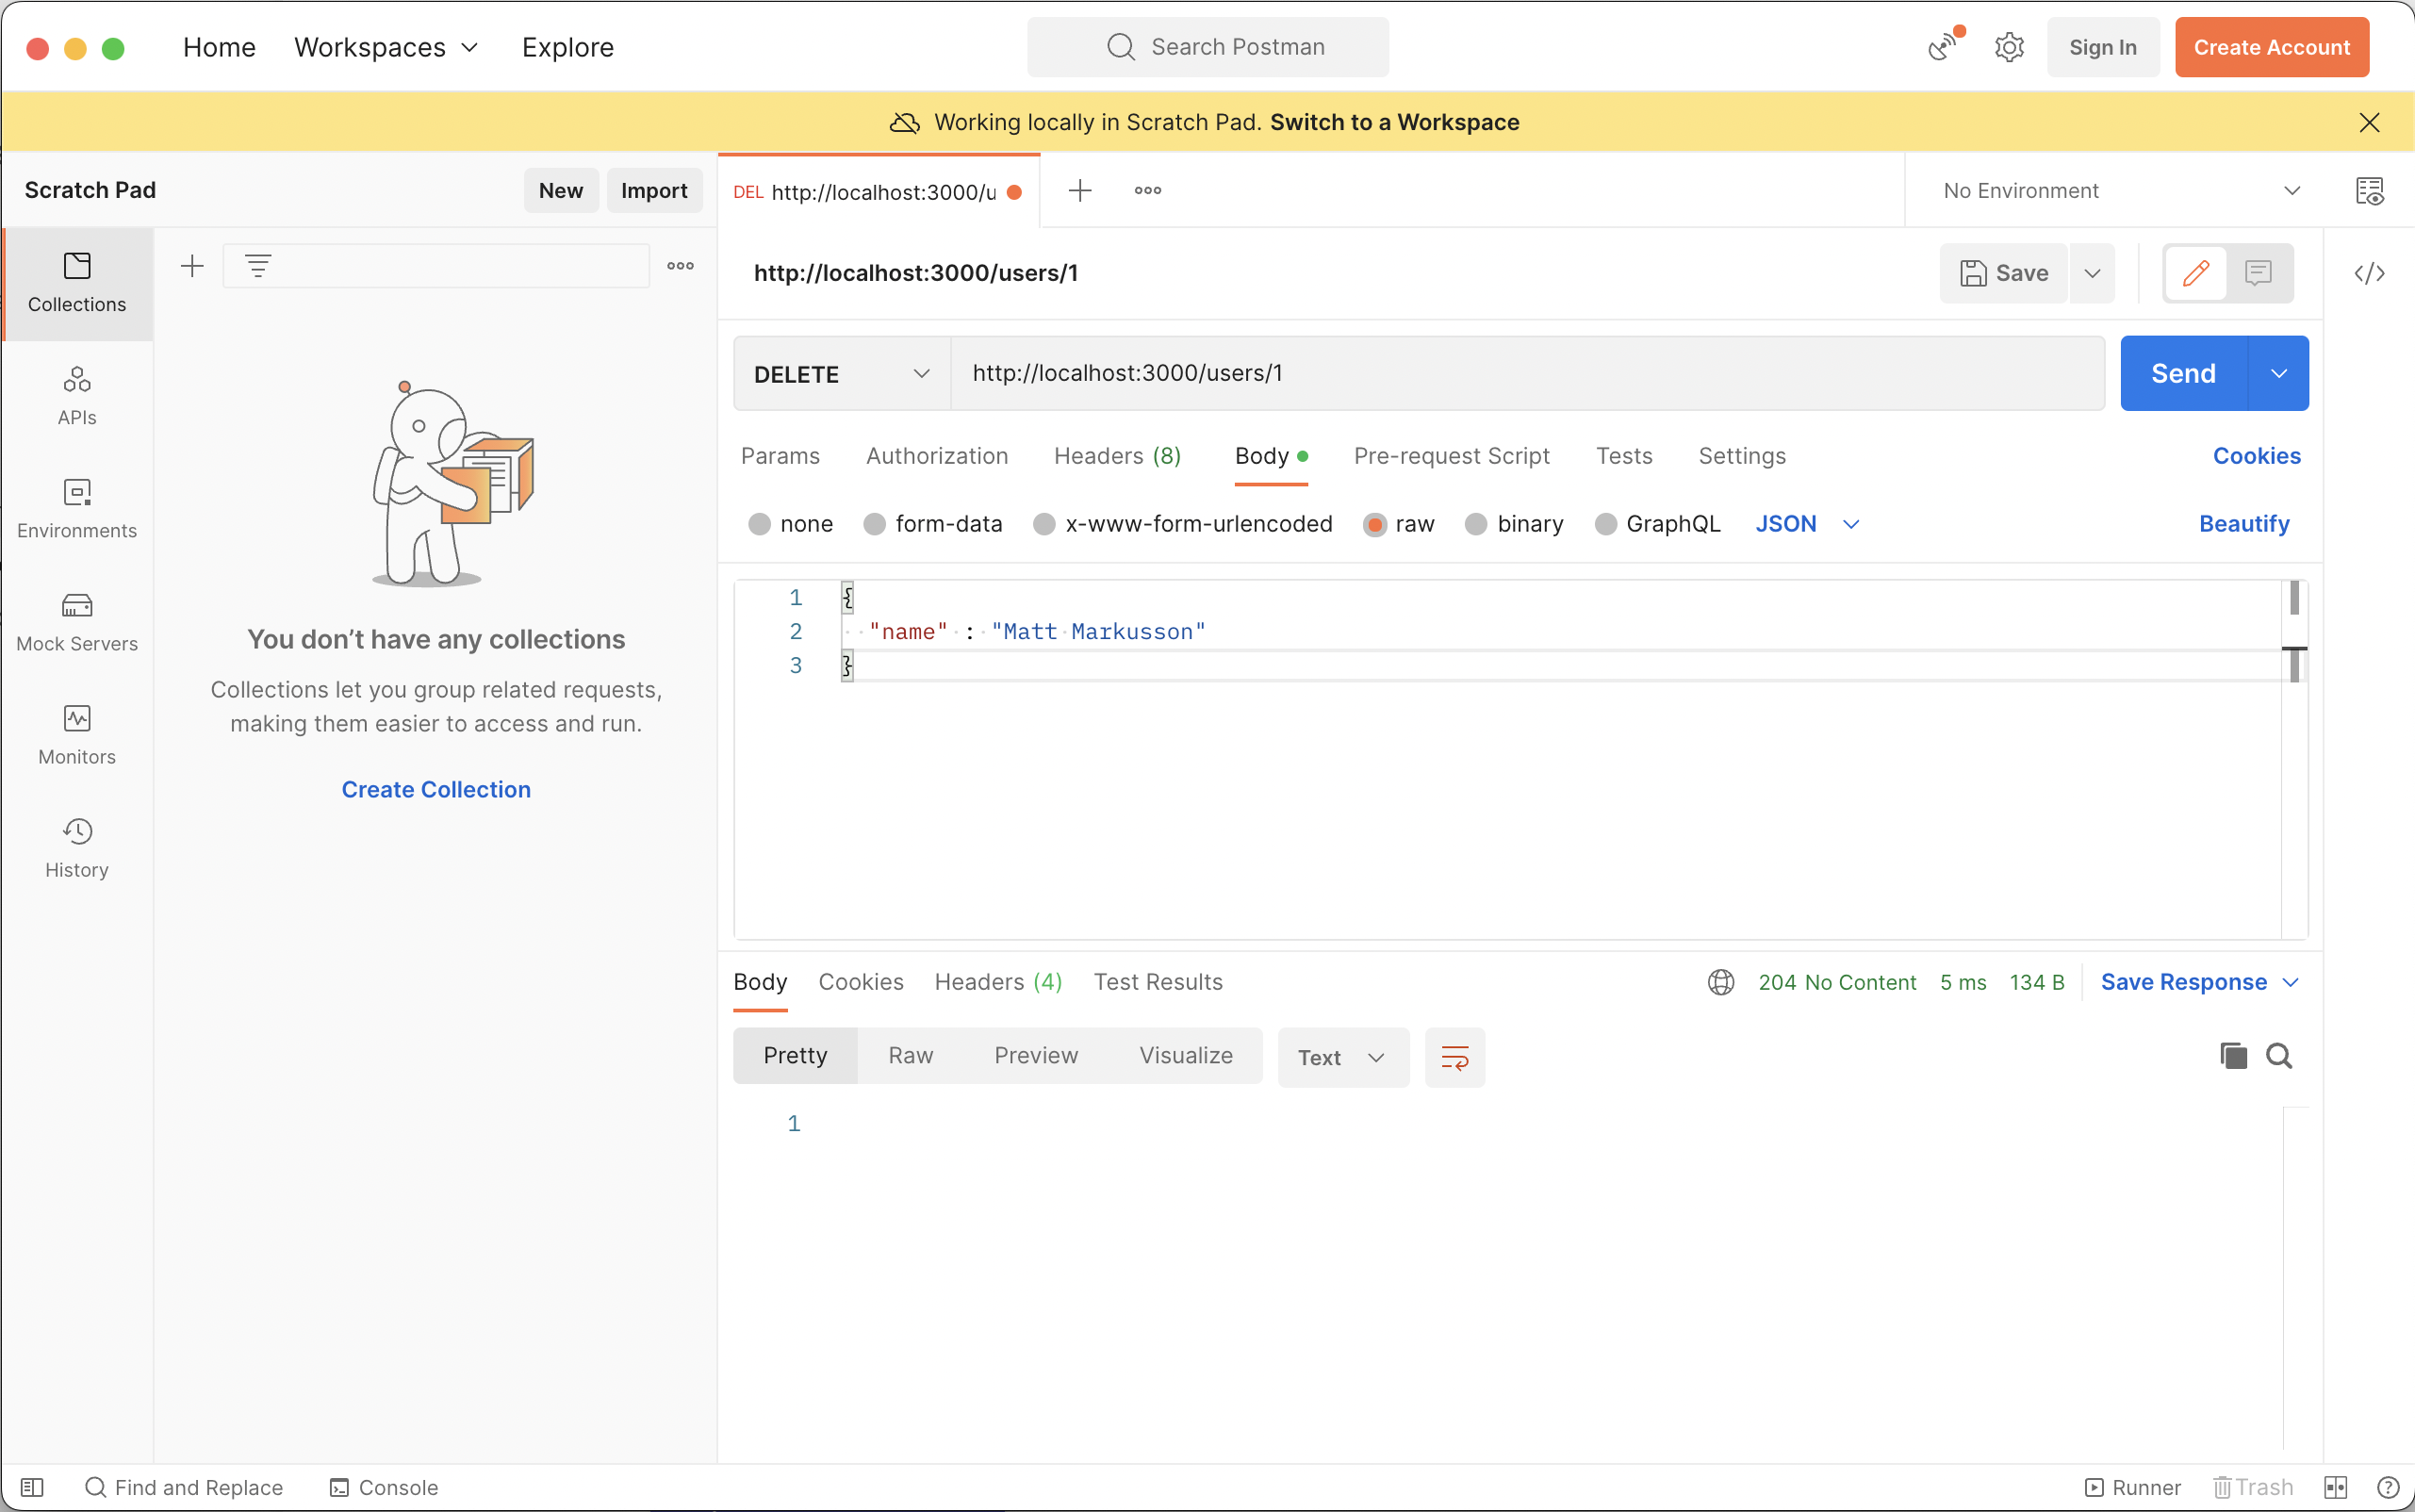 Home Workspaces Explore Search Postman Sign In Create Account
Working locally in Scratch Pad. Switch to a Workspace
Scratch Pad New Import DEL http://localhost:3000/u No Environment
http://localhost:3000/users/1 Save
Collections
DELETE http://localhost:3000/users/1 Send
APIs
Params Authorization Headers (8) Body Pre-request Script Tests Settings Cookies
Environments
none form-data x-www-form-urlencoded raw binary GraphQL JSON Beautify
1 {
2 "name" : "Matt Markusson"
3 }
Mock Servers
You don’t have any collections
Collections let you group related requests,
making them easier to access and run.
Monitors
Create Collection
History
Body Cookies Headers (4) Test Results 204 No Content 5 ms 134 B Save Response
Pretty Raw Preview Visualize Text
1
Find and Replace Console Runner Trash